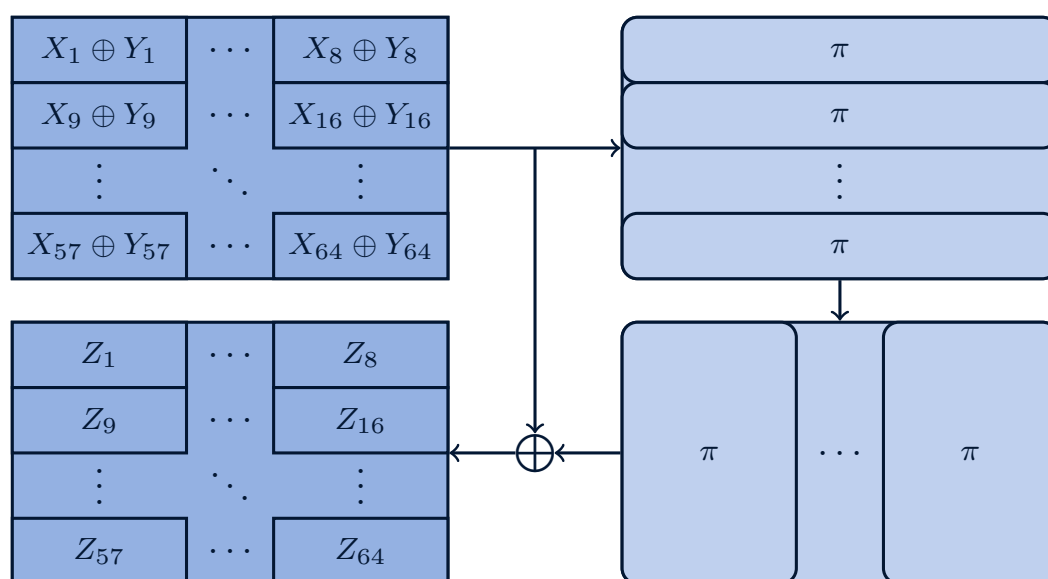 X₁ ⊕ Y₁ ⋯ X₈ ⊕ Y₈
X₉ ⊕ Y₉ ⋯ X₁₆ ⊕ Y₁₆
⋮ ⋱ ⋮
X₅₇ ⊕ Y₅₇ ⋯ X₆₄ ⊕ Y₆₄
π
π
⋮
π
Z₁ ⋯ Z₈
Z₉ ⋯ Z₁₆
⋮ ⋱ ⋮
Z₅₇ ⋯ Z₆₄
π ⋯ π